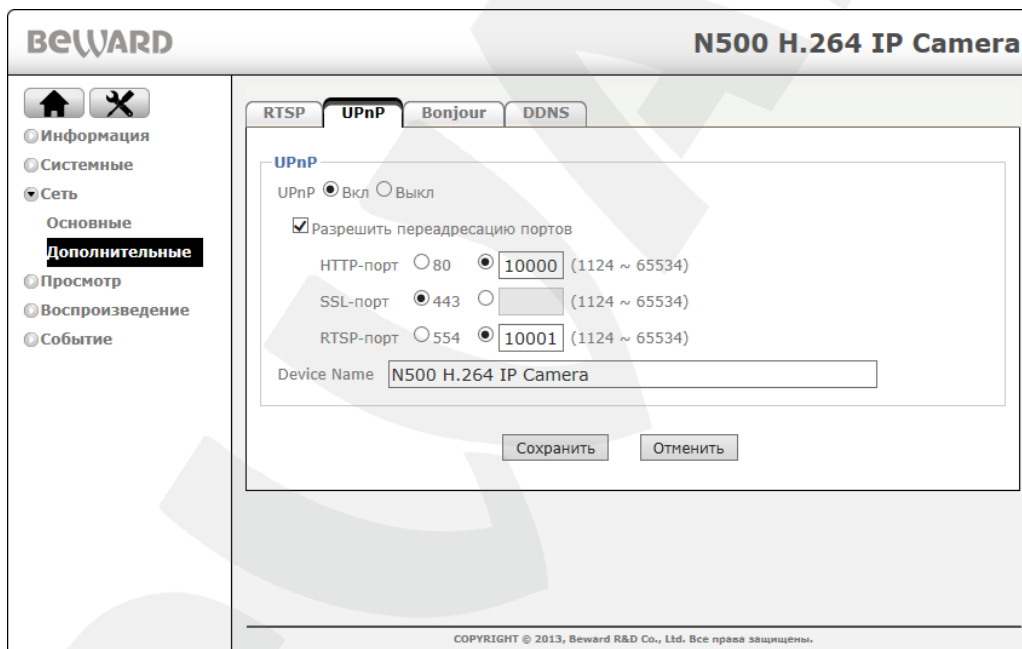 BEWARD
N500 H.264 IP Camera
Информация
Системные
Сеть
Основные
Дополнительные
Просмотр
Воспроизведение
Событие
RTSP UPnP Bonjour DDNS
UPnP
UPnP Вкл Выкл
Разрешить переадресацию портов
HTTP-порт 80 10000 (1124 ~ 65534)
SSL-порт 443 (1124 ~ 65534)
RTSP-порт 554 10001 (1124 ~ 65534)
Device Name N500 H.264 IP Camera
Сохранить Отменить
COPYRIGHT © 2013, Beward R&D Co., Ltd. Все права защищены.